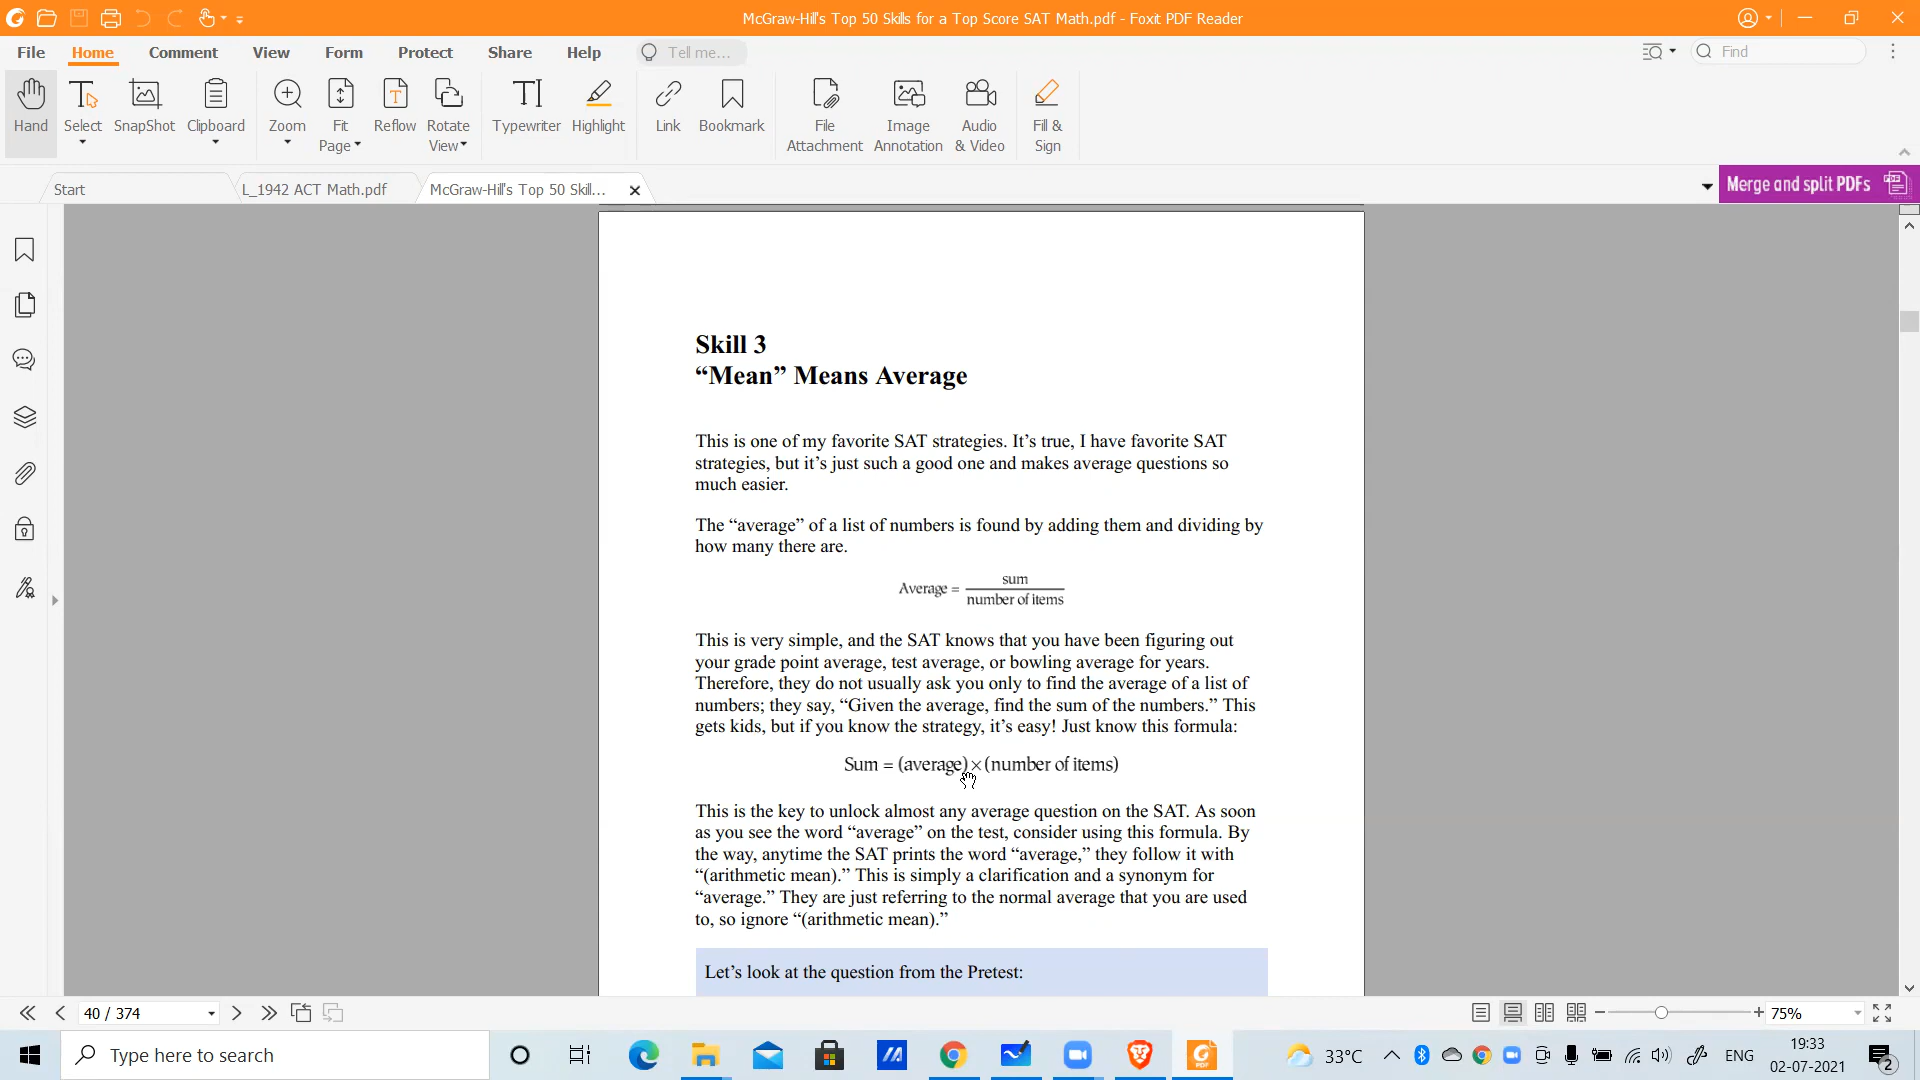 McGraw-Hill's Top 50 Skills for a Top Score SAT Math.pdf - Foxit PDF Reader
File Home Comment View Form Protect Share Help Tell me... Find
Hand Select SnapShot Clipboard Zoom Fit Page Reflow Rotate View Typewriter Highlight Link Bookmark File Attachment Image Annotation Audio & Video Fill & Sign
Start L_1942 ACT Math.pdf McGraw-Hill's Top 50 Skill... Merge and split PDFs
Skill 3
“Mean” Means Average
This is one of my favorite SAT strategies. It’s true, I have favorite SAT
strategies, but it’s just such a good one and makes average questions so
much easier.
The “average” of a list of numbers is found by adding them and dividing by
how many there are.
Average = sum / number of items
This is very simple, and the SAT knows that you have been figuring out
your grade point average, test average, or bowling average for years.
Therefore, they do not usually ask you only to find the average of a list of
numbers; they say, “Given the average, find the sum of the numbers.” This
gets kids, but if you know the strategy, it’s easy! Just know this formula:
Sum = (average)×(number of items)
This is the key to unlock almost any average question on the SAT. As soon
as you see the word “average” on the test, consider using this formula. By
the way, anytime the SAT prints the word “average,” they follow it with
“(arithmetic mean).” This is simply a clarification and a synonym for
“average.” They are just referring to the normal average that you are used
to, so ignore “(arithmetic mean).”
Let’s look at the question from the Pretest:
40 / 374 75%
Type here to search 33°C ENG 19:33
02-07-2021 2